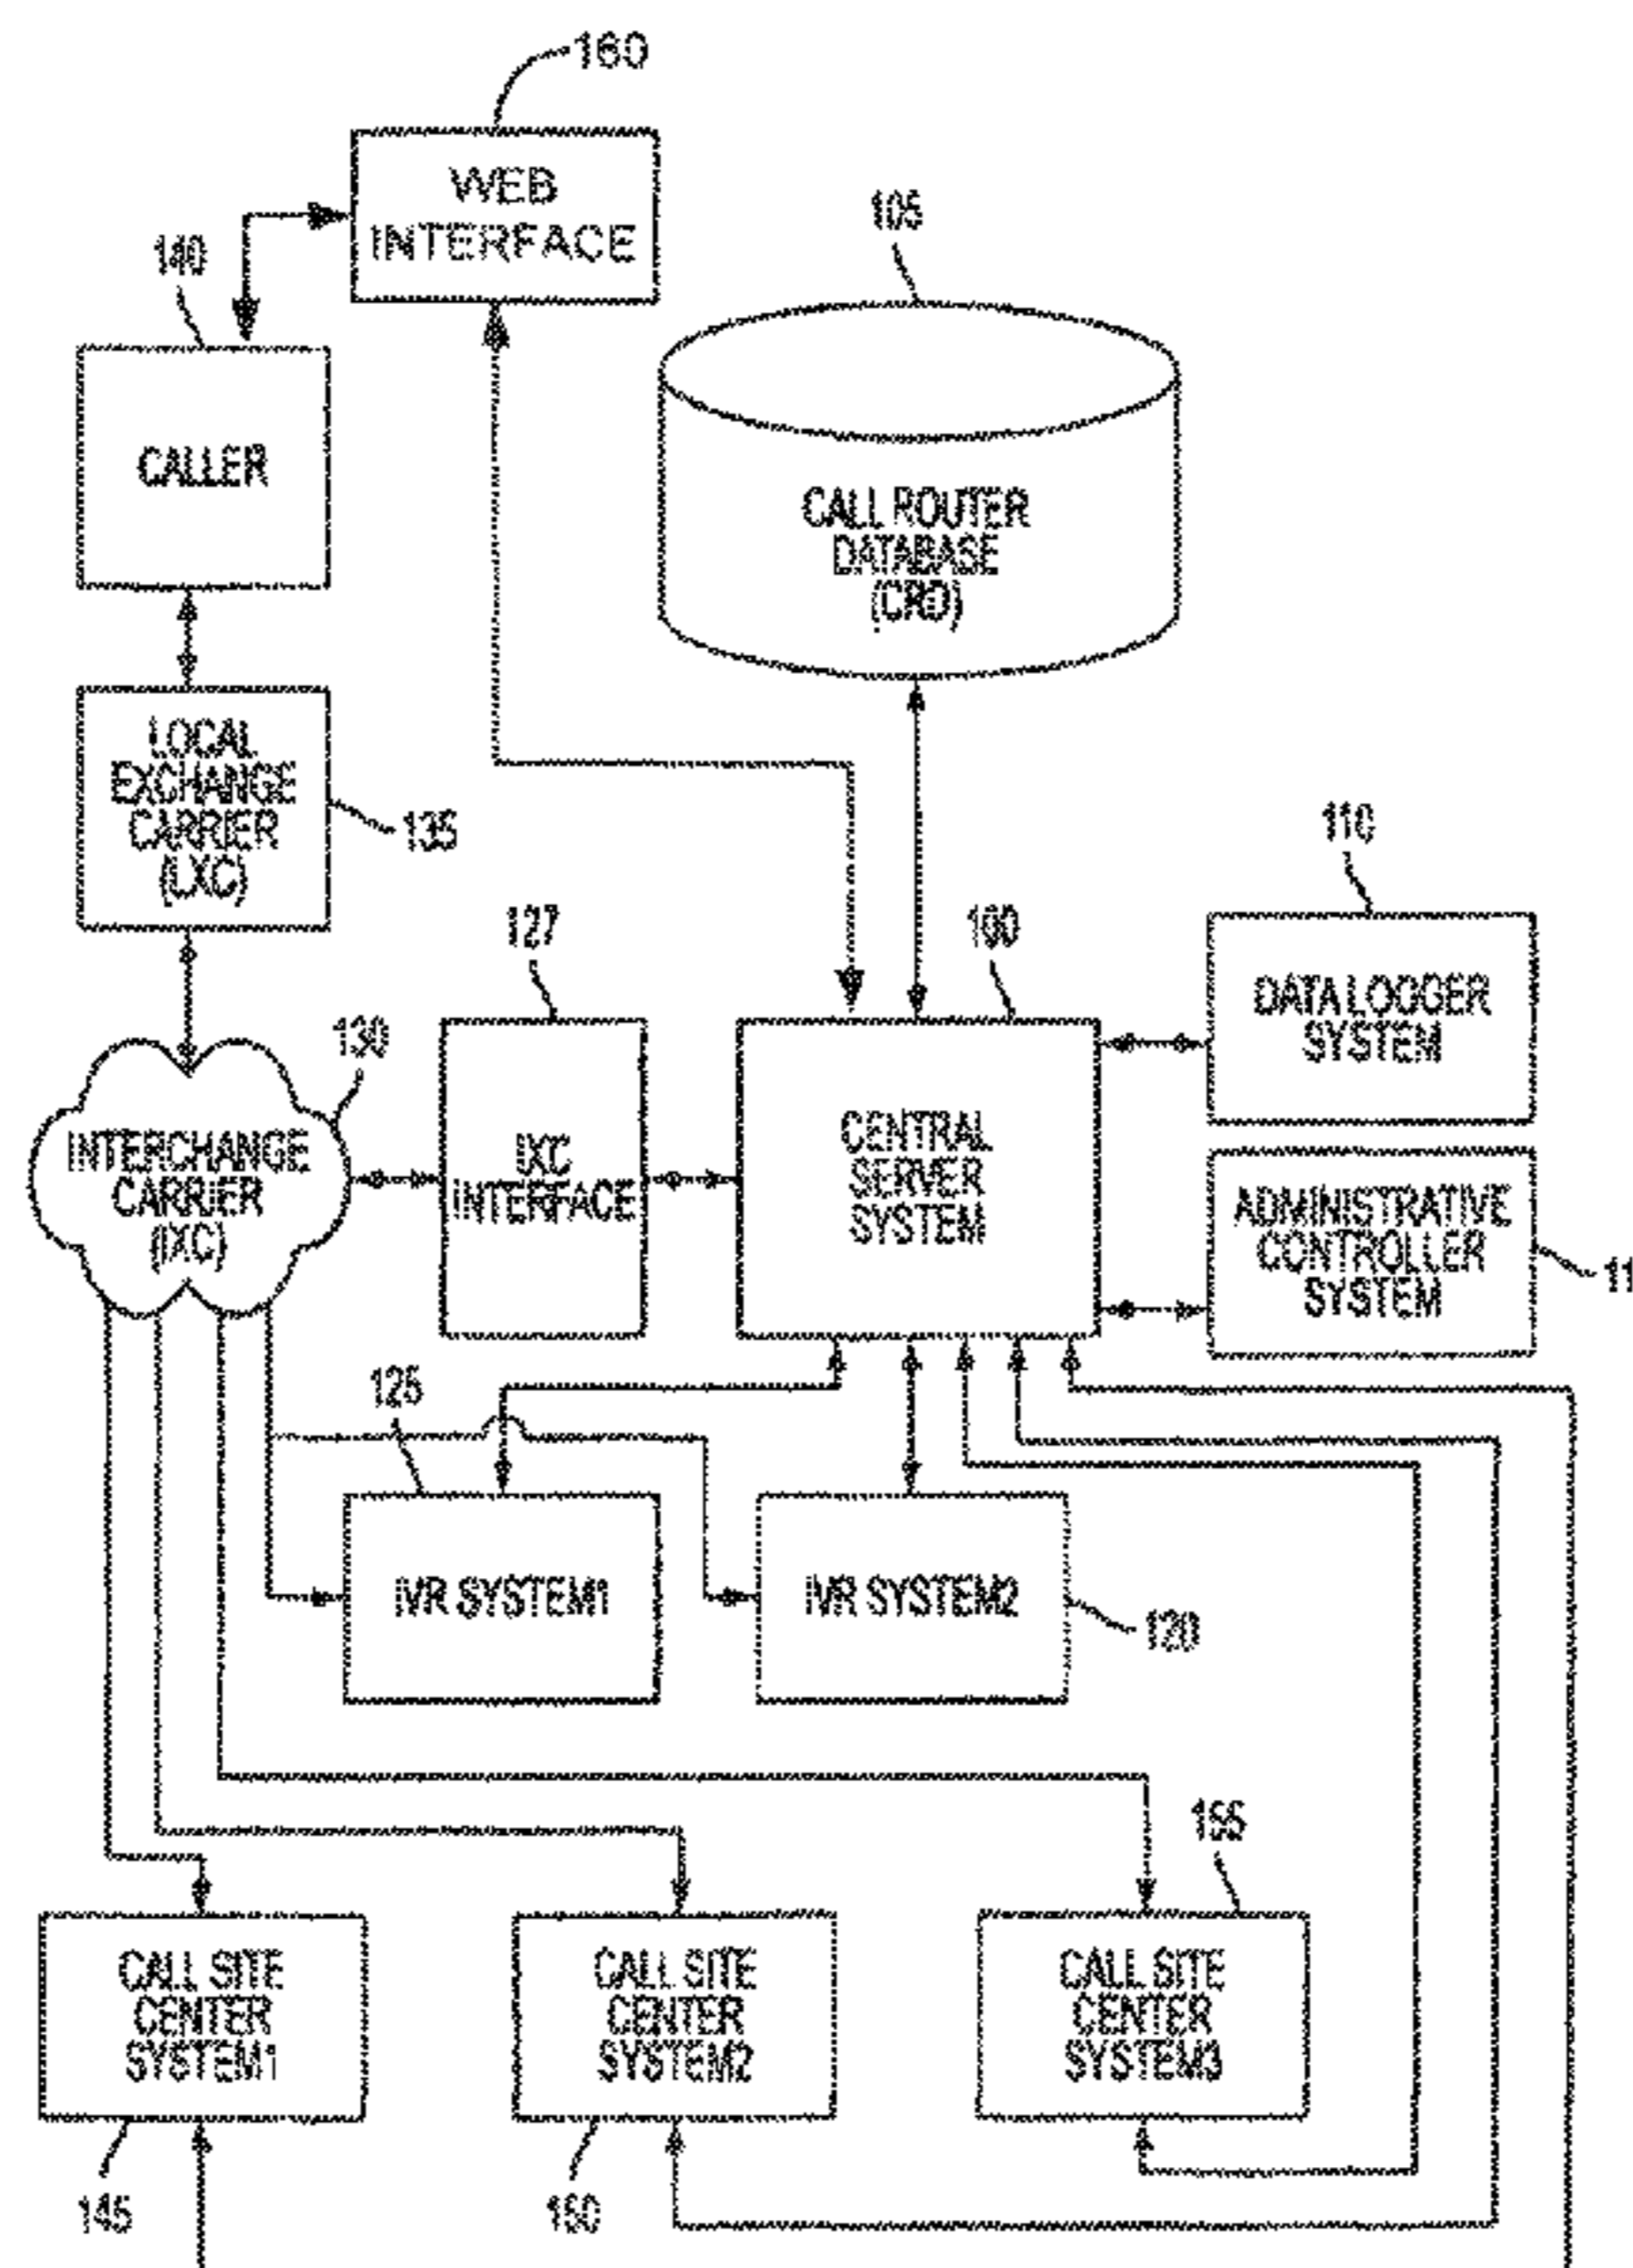 160
WEB
INTERFACE
105
140
CALLER
CALL ROUTER
DATABASE
(CRD)
LOCAL
EXCHANGE
CARRIER
(LXC)
135
110
127
100
DATA LOGGER
SYSTEM
130
INTERCHANGE
CARRIER
(IXC)
IXC
INTERFACE
CENTRAL
SERVER
SYSTEM
ADMINISTRATIVE
CONTROLLER
SYSTEM
11
125
IVR SYSTEM1
IVR SYSTEM2
120
155
CALL SITE
CENTER
SYSTEM1
CALL SITE
CENTER
SYSTEM2
CALL SITE
CENTER
SYSTEM3
145
150